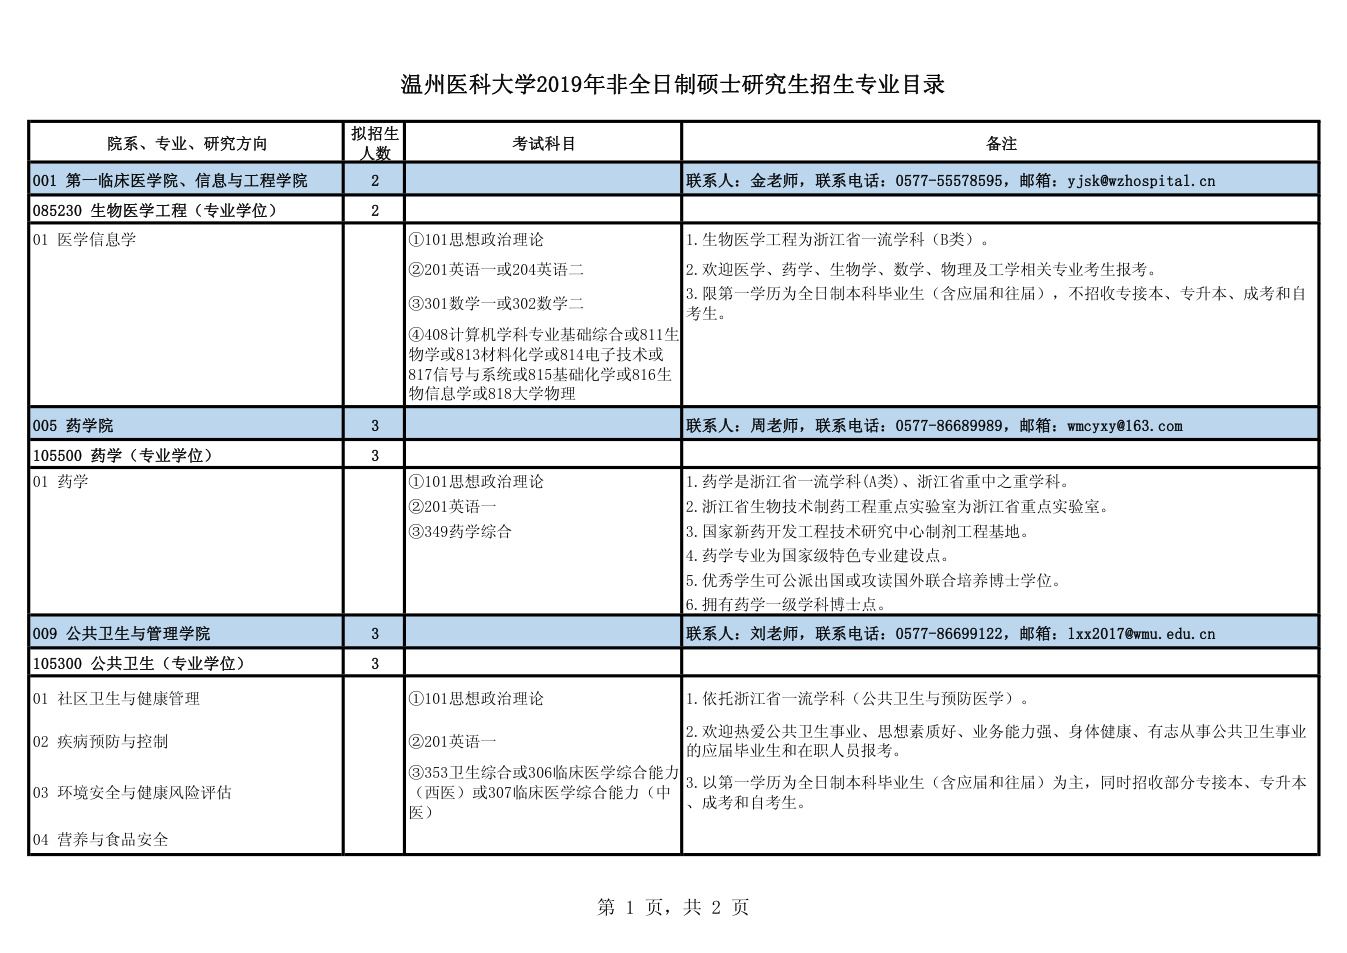 温州医科大学2019年非全日制硕士研究生招生专业目录
院系、专业、研究方向
拟招生
人数
考试科目
备注
001 第一临床医学院、信息与工程学院
2
联系人：金老师，联系电话：0577-55578595，邮箱：yjsk@wzhospital.cn
085230 生物医学工程（专业学位）
2
01 医学信息学
①101思想政治理论
②201英语一或204英语二
③301数学一或302数学二
④408计算机学科专业基础综合或811生
物学或813材料化学或814电子技术或
817信号与系统或815基础化学或816生
物信息学或818大学物理
1.生物医学工程为浙江省一流学科（B类）。
2.欢迎医学、药学、生物学、数学、物理及工学相关专业考生报考。
3.限第一学历为全日制本科毕业生（含应届和往届），不招收专接本、专升本、成考和自
考生。
005 药学院
3
联系人：周老师，联系电话：0577-86689989，邮箱：wmcyxy@163.com
105500 药学（专业学位）
3
01 药学
①101思想政治理论
②201英语一
③349药学综合
1.药学是浙江省一流学科(A类)、浙江省重中之重学科。
2.浙江省生物技术制药工程重点实验室为浙江省重点实验室。
3.国家新药开发工程技术研究中心制剂工程基地。
4.药学专业为国家级特色专业建设点。
5.优秀学生可公派出国或攻读国外联合培养博士学位。
6.拥有药学一级学科博士点。
009 公共卫生与管理学院
3
联系人：刘老师，联系电话：0577-86699122，邮箱：lxx2017@wmu.edu.cn
105300 公共卫生（专业学位）
3
01 社区卫生与健康管理
02 疾病预防与控制
03 环境安全与健康风险评估
04 营养与食品安全
①101思想政治理论
②201英语一
③353卫生综合或306临床医学综合能力
（西医）或307临床医学综合能力（中
医）
1.依托浙江省一流学科（公共卫生与预防医学）。
2.欢迎热爱公共卫生事业、思想素质好、业务能力强、身体健康、有志从事公共卫生事业
的应届毕业生和在职人员报考。
3.以第一学历为全日制本科毕业生（含应届和往届）为主，同时招收部分专接本、专升本
、成考和自考生。
第 1 页，共 2 页